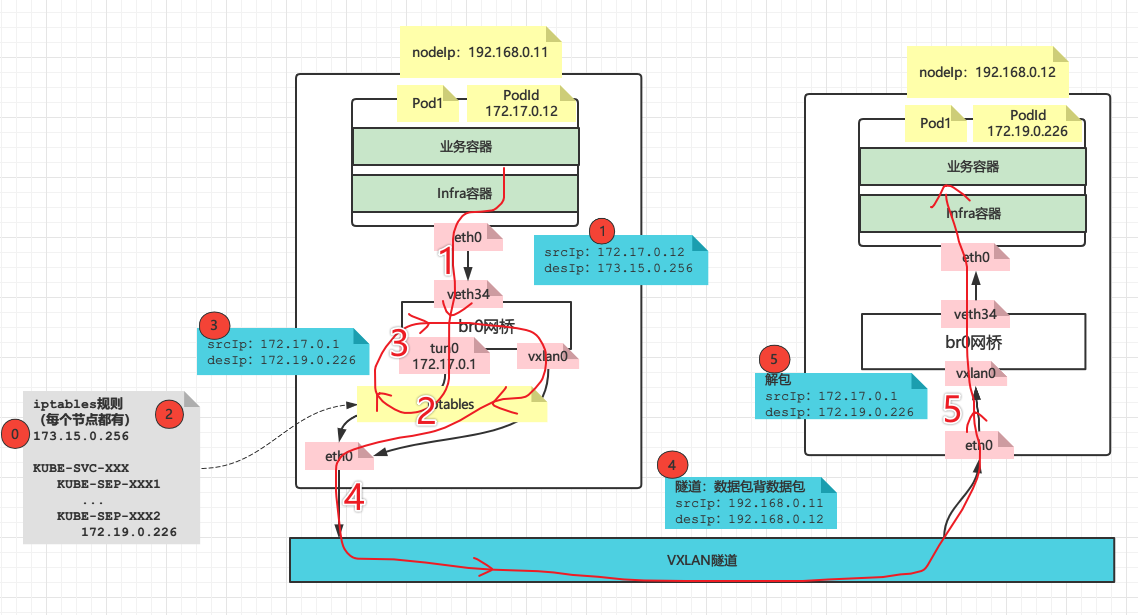 nodeIp: 192.168.0.11
Pod1
PodId
172.17.0.12
业务容器
Infra容器
eth0
1
1
srcIp: 172.17.0.12
desIp: 173.15.0.256
veth34
br0网桥
3
3
srcIp: 172.17.0.1
desIp: 172.19.0.226
tun0
172.17.0.1
vxlan0
2
iptables
0
2
iptables规则
（每个节点都有）
173.15.0.256
KUBE-SVC-XXX
KUBE-SEP-XXX1
...
KUBE-SEP-XXX2
172.19.0.226
eth0
4
4
隧道：数据包背数据包
srcIp: 192.168.0.11
desIp: 192.168.0.12
VXLAN隧道
nodeIp: 192.168.0.12
Pod1
PodId
172.19.0.226
业务容器
Infra容器
eth0
veth34
br0网桥
vxlan0
5
解包
srcIp: 172.17.0.1
desIp: 172.19.0.226
5
eth0